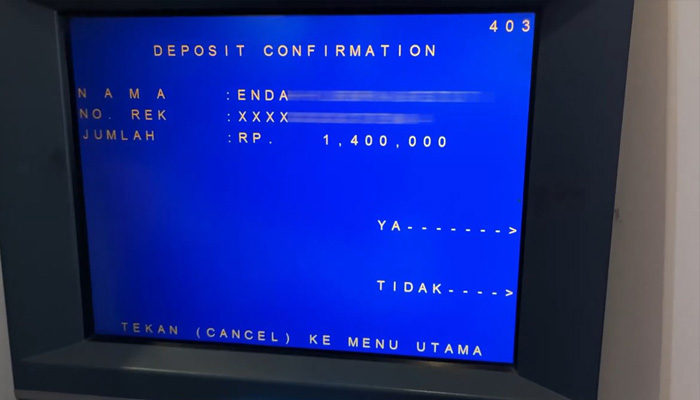 403
DEPOSIT CONFIRMATION
N A M A : ENDA
NO. REK : XXXX
JUMLAH : RP. 1,400,000
YA------->
TIDAK---->
TEKAN (CANCEL) KE MENU UTAMA